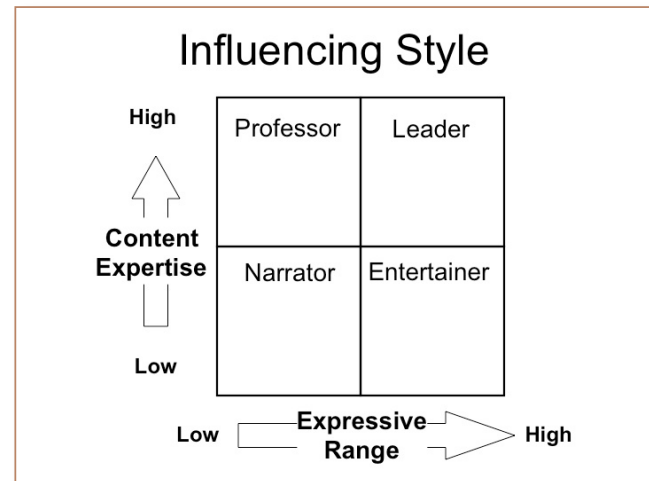 Influencing Style
High
Professor
Leader
Content
Expertise
Narrator
Entertainer
Low
Low
Expressive
Range
High